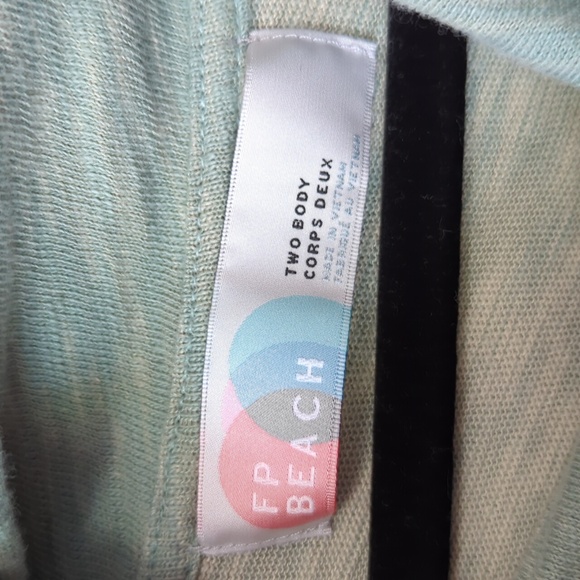 FP
BEACH
TWO BODY
CORPS DEUX
MADE IN VIETNAM
FABRIQUÉ AU VIETNAM